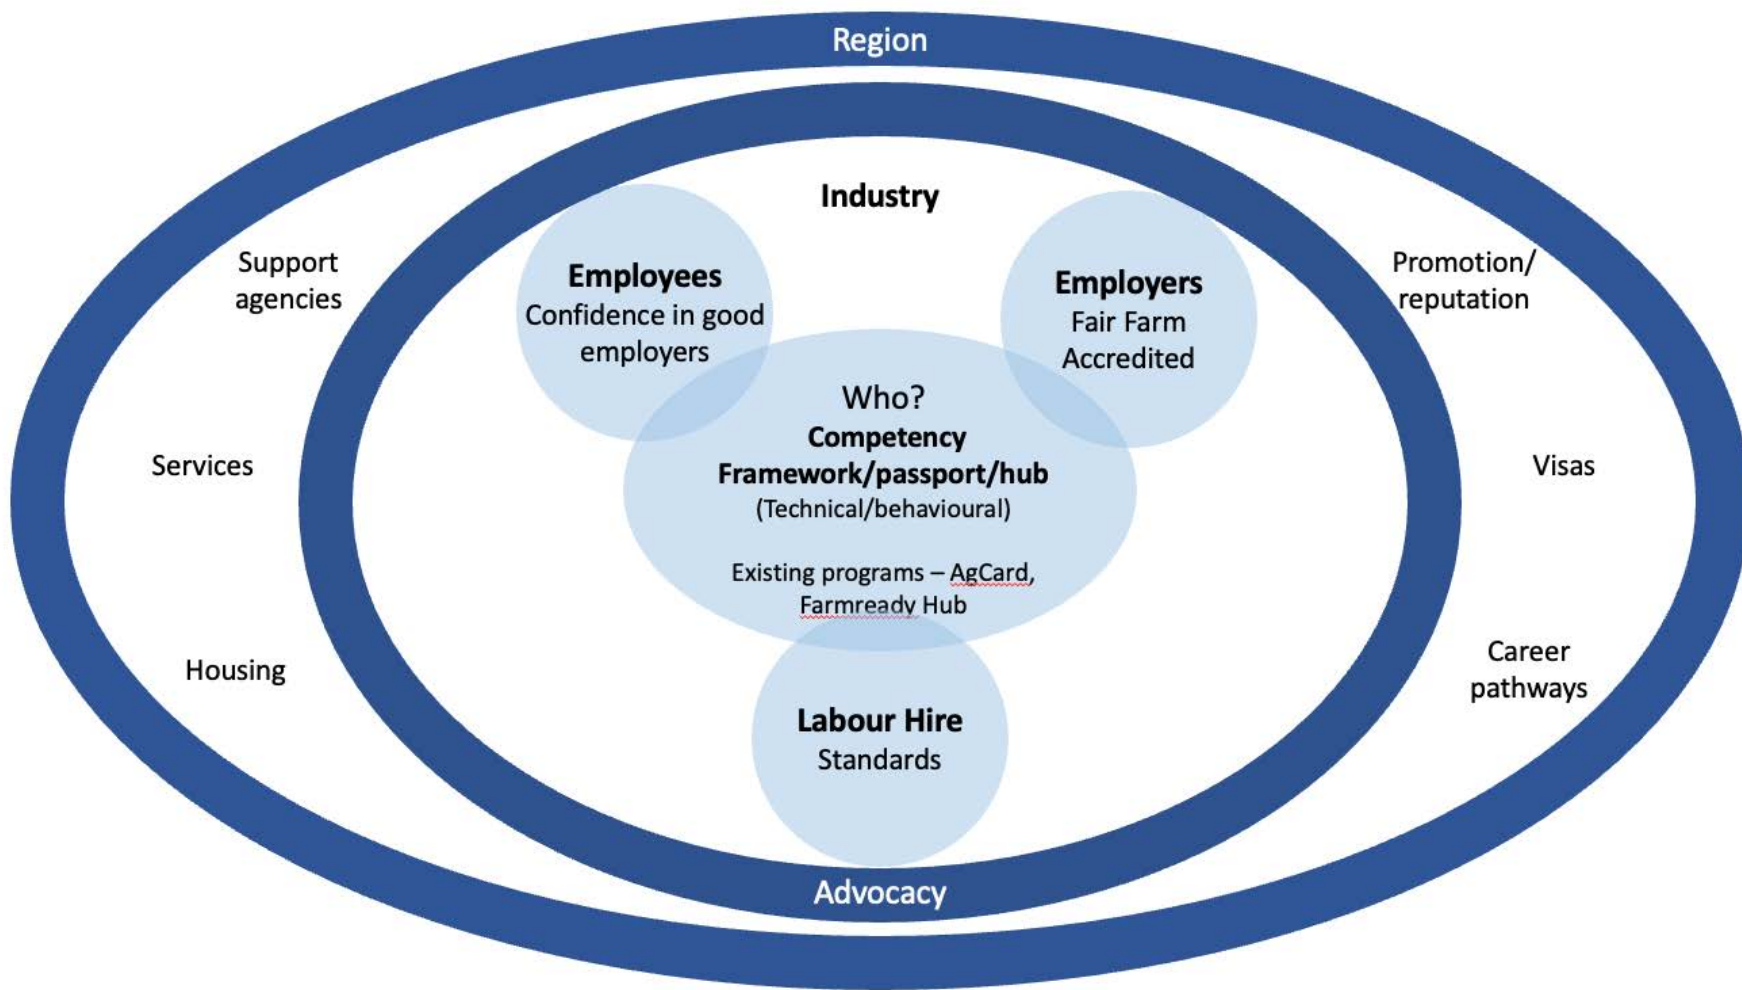 Region
Industry
Support
agencies
Services
Housing
Employees
Confidence in good
employers
Employers
Fair Farm
Accredited
Who?
Competency
Framework/passport/hub
(Technical/behavioural)
Existing programs – AgCard,
Farmready Hub
Labour Hire
Standards
Promotion/
reputation
Visas
Career
pathways
Advocacy